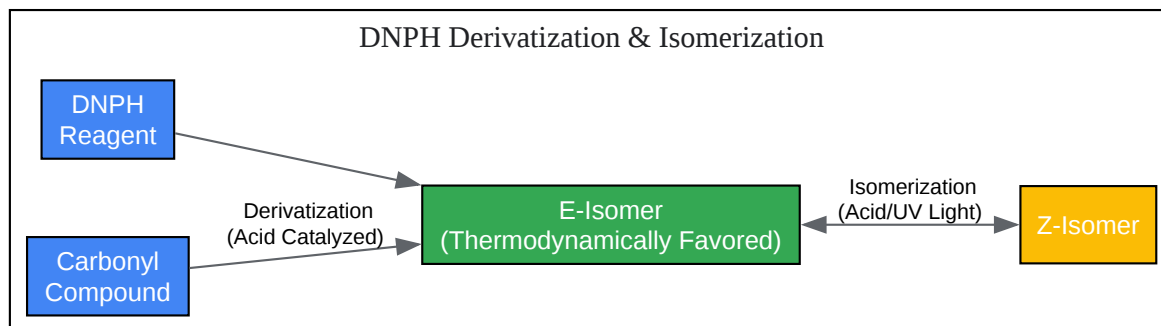 DNPH Derivatization & Isomerization
DNPH
Reagent
Derivatization
(Acid Catalyzed)
Carbonyl
Compound
E-Isomer
(Thermodynamically Favored)
Isomerization
(Acid/UV Light)
Z-Isomer